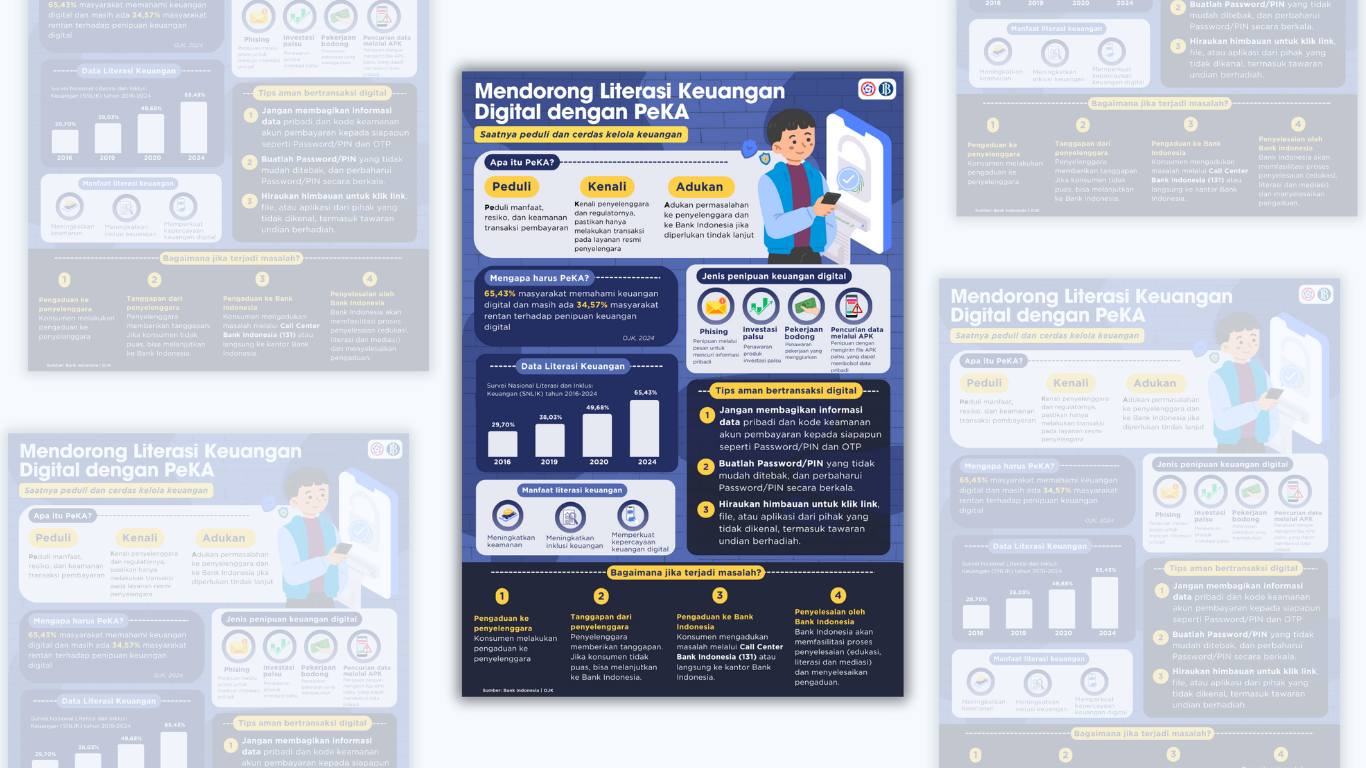 Mendorong Literasi Keuangan
Digital dengan PeKA
Saatnya peduli dan cerdas kelola keuangan
Apa itu PeKA?
Peduli
Peduli manfaat,
resiko, dan keamanan
transaksi pembayaran
Kenali
Kenali penyelenggara
dan regulatornya,
pastikan hanya
melakukan transaksi
pada layanan resmi
penyelengara
Adukan
Adukan permasalahan
ke penyelenggara dan
ke Bank Indonesia jika
diperlukan tindak lanjut
Mengapa harus PeKA?
65,43% masyarakat memahami keuangan
digital dan masih ada 34,57% masyarakat
rentan terhadap penipuan keuangan
digital
OJK, 2024
Jenis penipuan keuangan digital
Phising
Penipuan melalui
pesan untuk
mencuri informasi
pribadi
Investasi
palsu
Penawaran
produk
investasi palsu
Pekerjaan
bodong
Penawaran
pekerjaan yang
menggiurkan
Pencurian data
melalui APK
Penipuan dengan
mengirim file APK
palsu, yang dapat
membobol data
pribadi
Data Literasi Keuangan
Survei Nasional Literasi dan Inklusi
Keuangan (SNLIK) tahun 2016-2024
29,70%
38,03%
49,68%
65,43%
2016
2019
2020
2024
Tips aman bertransaksi digital
1
Jangan membagikan informasi
data pribadi dan kode keamanan
akun pembayaran kepada siapapun
seperti Password/PIN dan OTP
2
Buatlah Password/PIN yang tidak
mudah ditebak, dan perbaharui
Password/PIN secara berkala.
3
Hiraukan himbauan untuk klik link,
file, atau aplikasi dari pihak yang
tidak dikenal, termasuk tawaran
undian berhadiah.
Manfaat literasi keuangan
Meningkatkan
keamanan
Meningkatkan
inklusi keuangan
Memperkuat
kepercayaan
keuangan digital
Bagaimana jika terjadi masalah?
1
Pengaduan ke
penyelenggara
Konsumen melakukan
pengaduan ke
penyelenggara
2
Tanggapan dari
penyelenggara
Penyelenggara
memberikan tanggapan.
Jika konsumen tidak
puas, bisa melanjutkan
ke Bank Indonesia.
3
Pengaduan ke Bank
Indonesia
Konsumen mengadukan
masalah melalui Call Center
Bank Indonesia (131) atau
langsung ke kantor Bank
Indonesia.
4
Penyelesaian oleh
Bank Indonesia
Bank Indonesia akan
memfasilitasi proses
penyelesaian (edukasi,
literasi dan mediasi)
dan menyelesaikan
pengaduan.
Sumber: Bank Indonesia | OJK